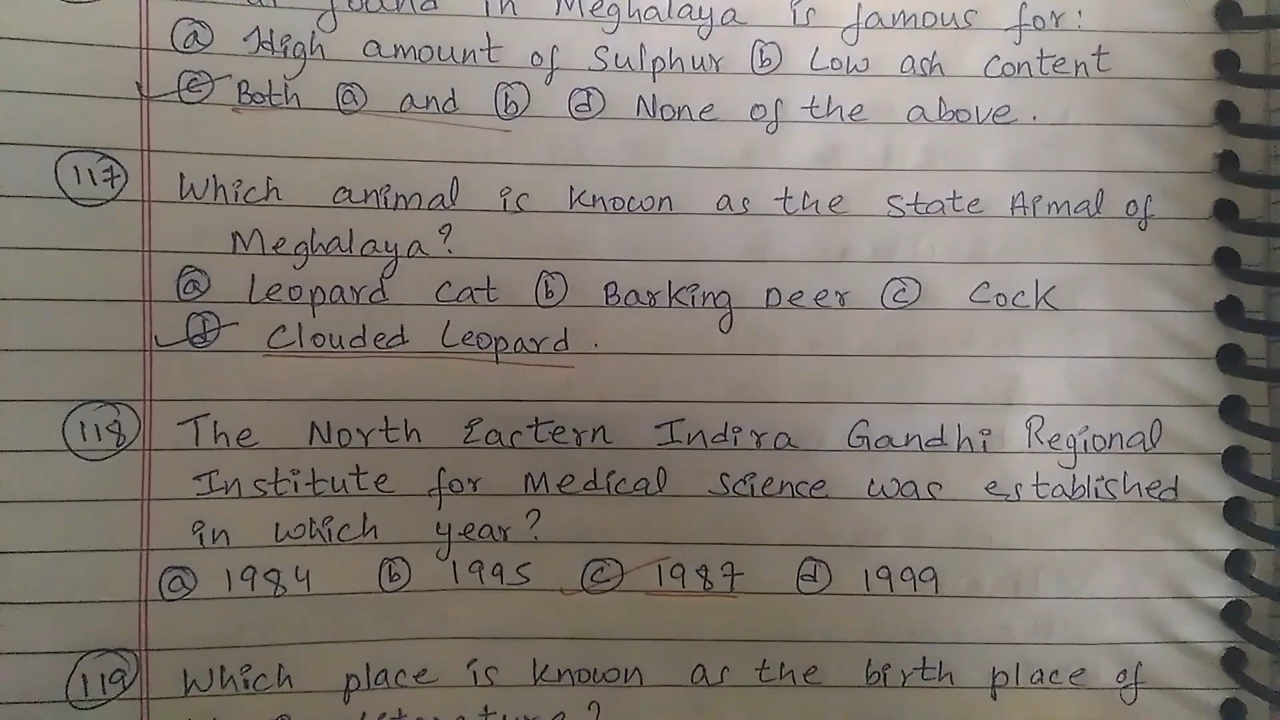 found in Meghalaya is famous for:
ⓐ High amount of Sulphur ⓑ Low ash content
ⓒ Both ⓐ and ⓑ ⓓ None of the above.
117 Which animal is known as the state Aimal of
Meghalaya?
ⓐ Leopard cat ⓑ Barking Deer ⓒ Cock
ⓓ Clouded Leopard.
118 The North Eastern Indira Gandhi Regional
Institute for Medical Science was established
in which year?
ⓐ 1984 ⓑ 1995 ⓒ 1987 ⓓ 1999
119 Which place is known as the birth place of